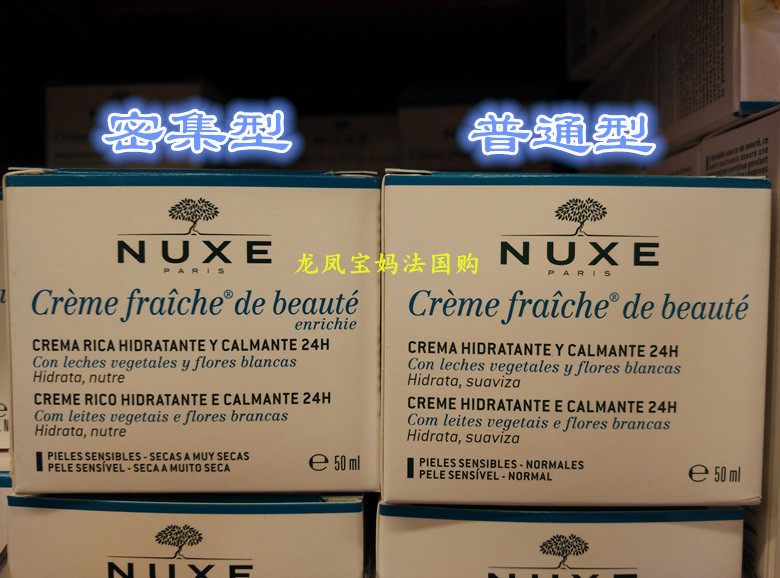 密集型
普通型
龙凤宝妈法国购
NUXE
PARIS
Crème fraîche® de beauté
enrichie
CREMA RICA HIDRATANTE Y CALMANTE 24H
Con leches vegetales y flores blancas
Hidrata, nutre
CREME RICO HIDRATANTE E CALMANTE 24H
Com leites vegetais e flores brancas
Hidrata, nutre
PIELES SENSIBLES - SECAS A MUY SECAS
PELE SENSÍVEL - SECA A MUITO SECA
e 50 ml
NUXE
PARIS
Crème fraîche® de beauté
CREMA HIDRATANTE Y CALMANTE 24H
Con leches vegetales y flores blancas
Hidrata, suaviza
CREME HIDRATANTE E CALMANTE 24H
Com leites vegetais e flores brancas
Hidrata, suaviza
PIELES SENSIBLES - NORMALES
PELE SENSÍVEL - NORMAL
e 50 ml
NUXE
NUXE